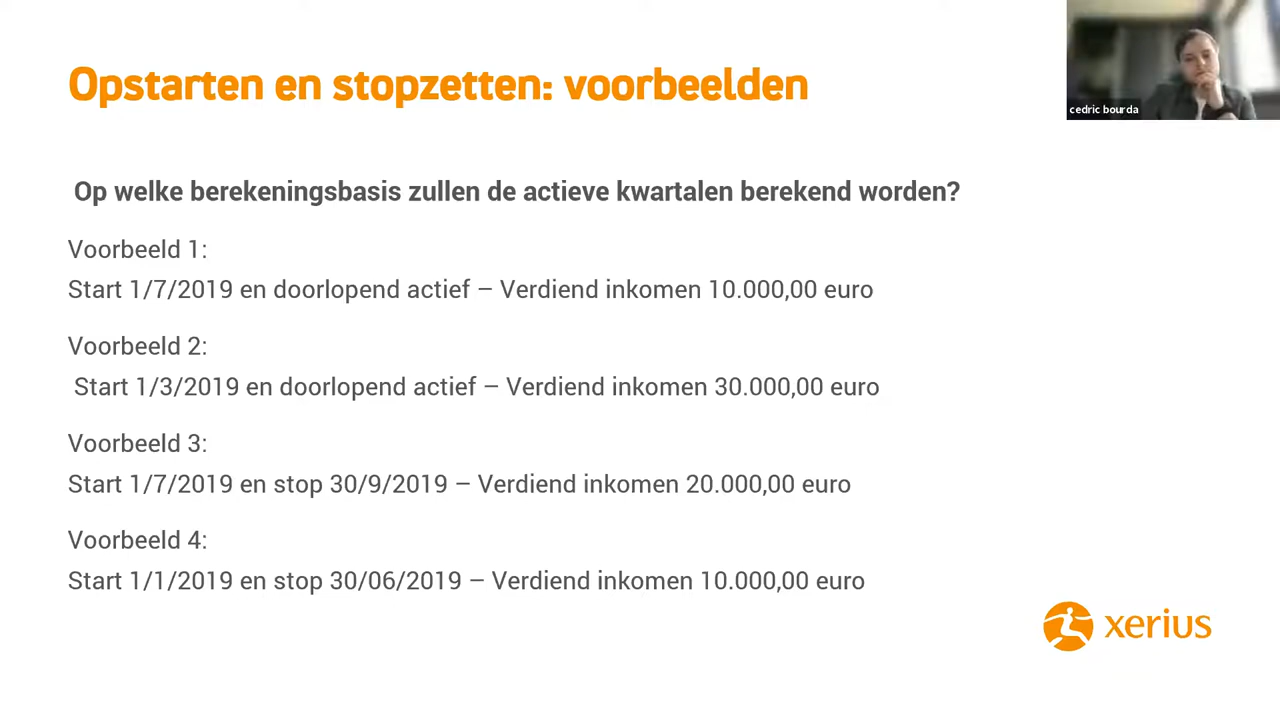 Opstarten en stopzetten: voorbeelden
cedric bourda
Op welke berekeningsbasis zullen de actieve kwartalen berekend worden?
Voorbeeld 1:
Start 1/7/2019 en doorlopend actief – Verdiend inkomen 10.000,00 euro
Voorbeeld 2:
Start 1/3/2019 en doorlopend actief – Verdiend inkomen 30.000,00 euro
Voorbeeld 3:
Start 1/7/2019 en stop 30/9/2019 – Verdiend inkomen 20.000,00 euro
Voorbeeld 4:
Start 1/1/2019 en stop 30/06/2019 – Verdiend inkomen 10.000,00 euro
xerius